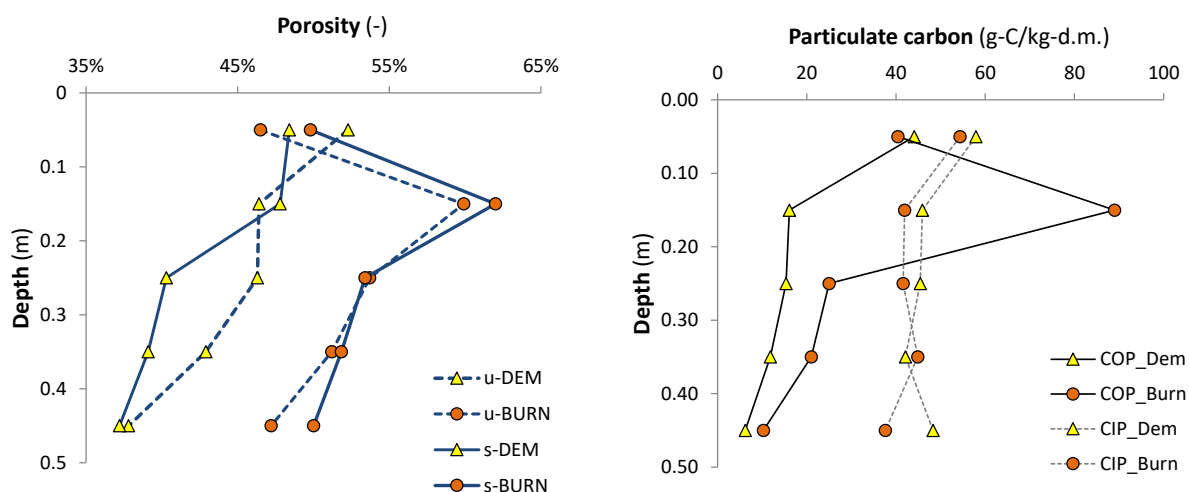 Porosity (-)
35% 45% 55% 65%
0
0.1
0.2
0.3
0.4
0.5
Depth (m)
u-DEM
u-BURN
s-DEM
s-BURN
Particulate carbon (g-C/kg-d.m.)
0 20 40 60 80 100
0.00
0.10
0.20
0.30
0.40
0.50
Depth (m)
COP_Dem
COP_Burn
CIP_Dem
CIP_Burn